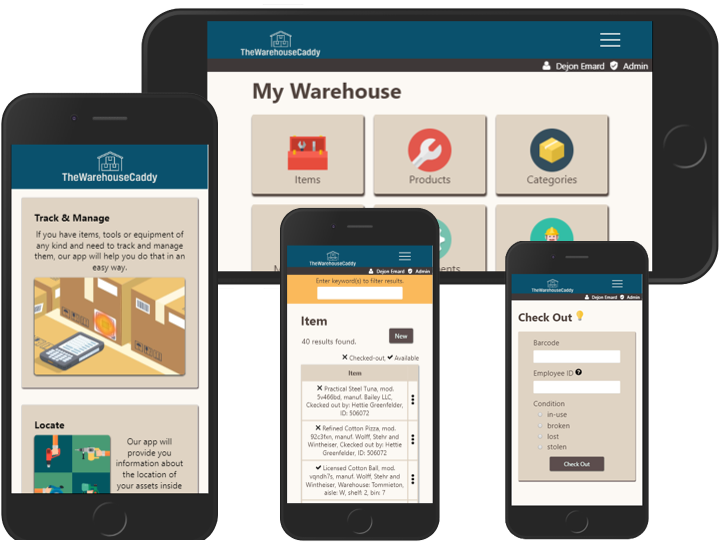 TheWarehouseCaddy
Dejon Emard Admin
My Warehouse
Items
Products
Categories
TheWarehouseCaddy
Track & Manage
If you have items, tools or equipment of
any kind and need to track and manage
them, our app will help you do that in an
easy way.
Locate
Our app will
provide you
information about
the location of
your assets inside
TheWarehouseCaddy
Dejon Emard Admin
Enter keyword(s) to filter results.
Item
40 results found.
New
Checked-out, Available
Item
Practical Steel Tuna, mod.
5v466bd, manuf. Bailey LLC,
Ckecked out by: Hettie Greenfelder,
ID: 506072
Refined Cotton Pizza, mod.
92c3fxn, manuf. Wolff, Stehr and
Wintheiser, Ckecked out by: Hettie
Greenfelder, ID: 506072
Licensed Cotton Ball, mod.
vqndh7s, manuf. Wolff, Stehr and
Wintheiser, Warehouse: Tommieton,
aisle: W, shelf: 2, bin: 7
TheWarehouseCaddy
Dejon Emard Admin
Check Out
Barcode
Employee ID
Condition
in-use
broken
lost
stolen
Check Out